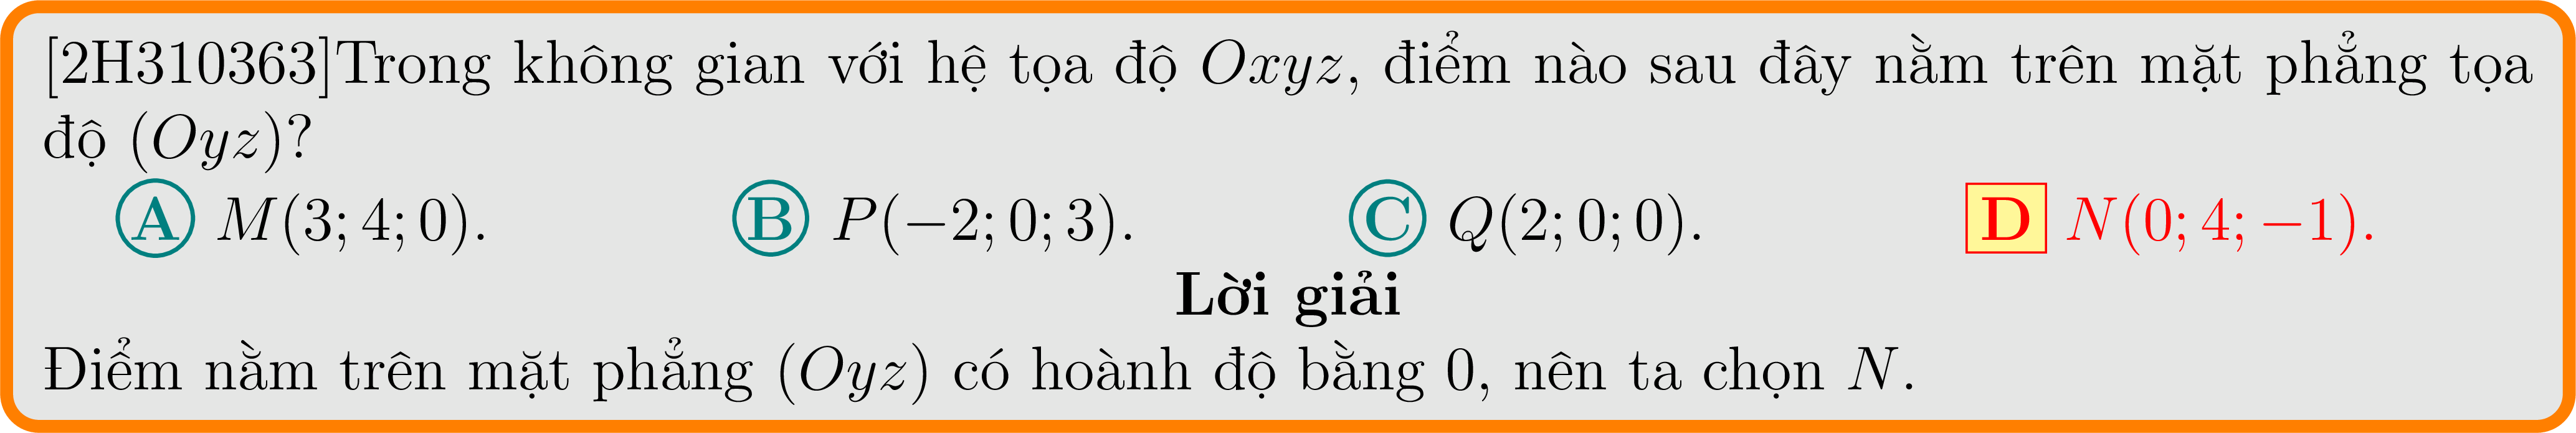 [2H310363]Trong không gian với hệ tọa độ Oxyz, điểm nào sau đây nằm trên mặt phẳng tọa
độ (Oyz)?
A M(3; 4; 0). B P(−2; 0; 3). C Q(2; 0; 0). D N(0; 4; −1).
Lời giải
Điểm nằm trên mặt phẳng (Oyz) có hoành độ bằng 0, nên ta chọn N.